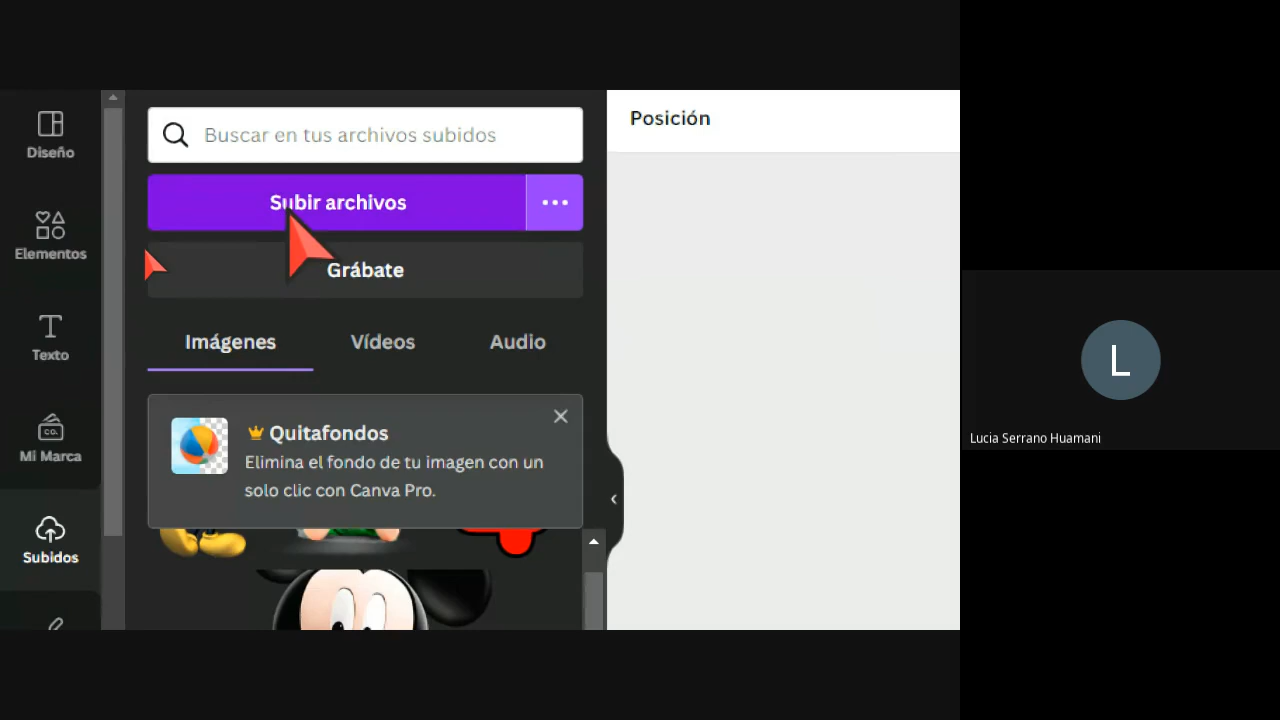 Diseño
Elementos
Texto
CO.
Mi Marca
Subidos
Buscar en tus archivos subidos
Subir archivos
Grábate
Imágenes
Vídeos
Audio
Quitafondos
Elimina el fondo de tu imagen con un
solo clic con Canva Pro.
Posición
L
Lucia Serrano Huamani